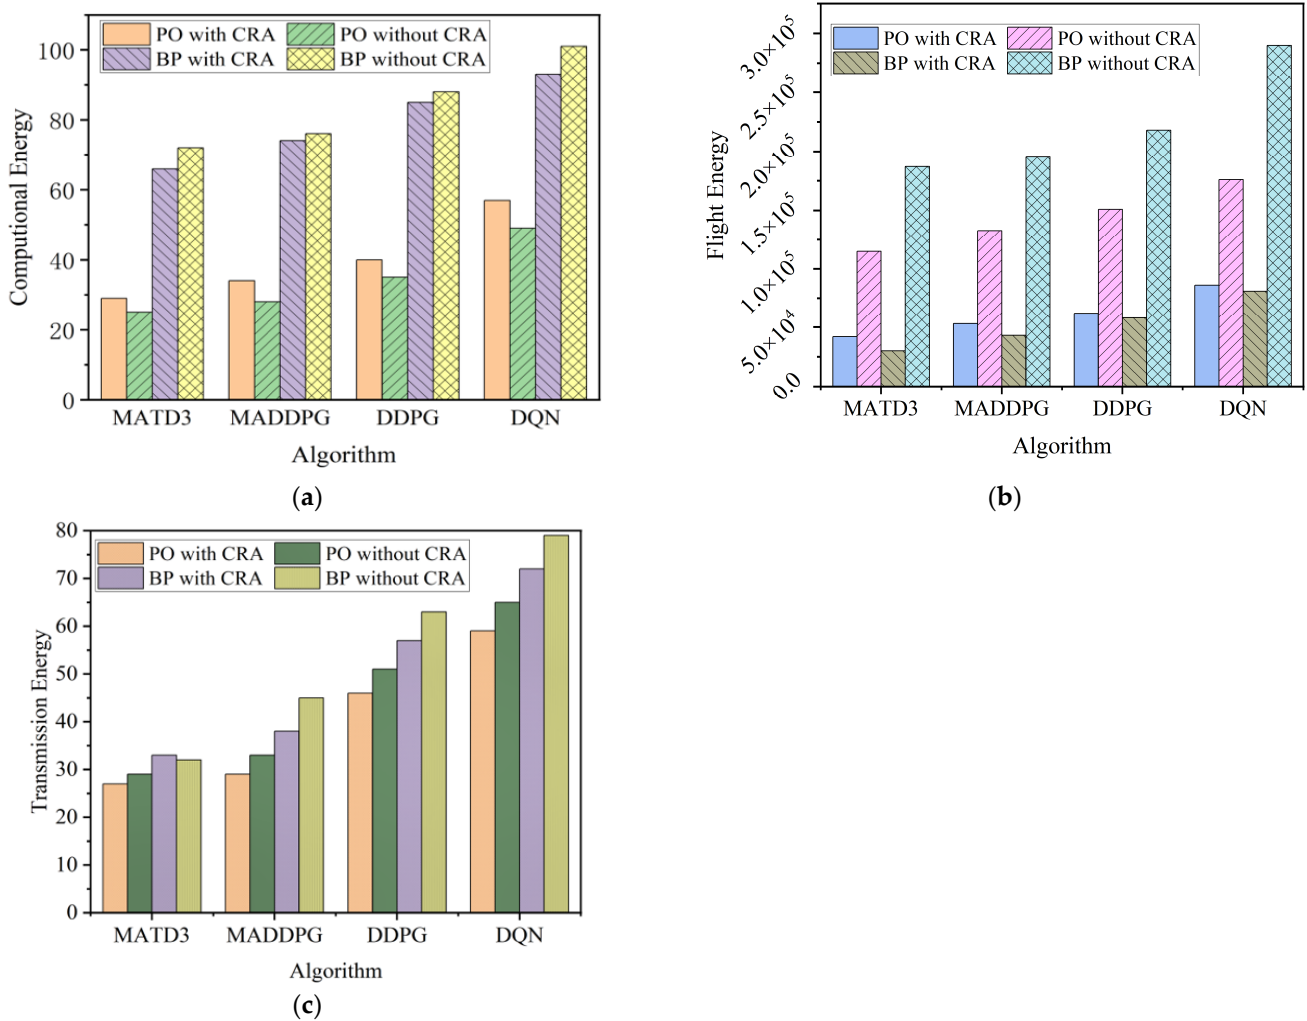 PO with CRA PO without CRA
BP with CRA BP without CRA
Computational Energy
100
80
60
40
20
0
MATD3 MADDPG DDPG DQN
Algorithm
(a)
PO with CRA PO without CRA
BP with CRA BP without CRA
Flight Energy
3.0×10⁵
2.5×10⁵
2.0×10⁵
1.5×10⁵
1.0×10⁵
5.0×10⁴
0.0
MATD3 MADDPG DDPG DQN
Algorithm
(b)
PO with CRA PO without CRA
BP with CRA BP without CRA
Transmission Energy
80
70
60
50
40
30
20
10
0
MATD3 MADDPG DDPG DQN
Algorithm
(c)